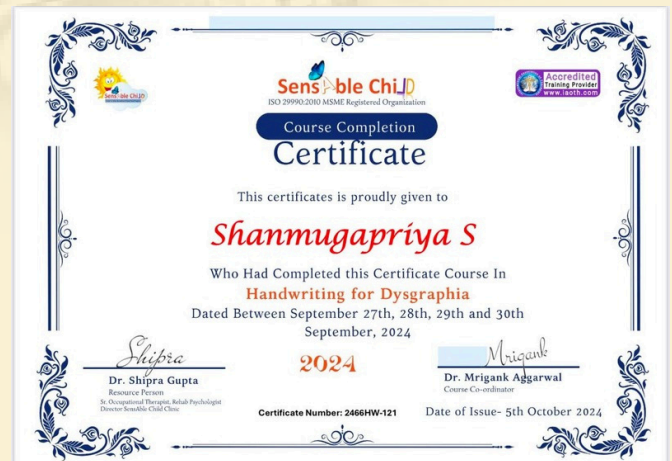 Sensable ChiLD
SensAble ChiLD
ISO 29990:2010 MSME Registered Organization
Accredited
Training Provider
www.iaoth.com
Course Completion
Certificate
This certificates is proudly given to
Shanmugapriya S
Who Had Completed this Certificate Course In
Handwriting for Dysgraphia
Dated Between September 27th, 28th, 29th and 30th
September, 2024
Shipra
2024
Mrigank
Dr. Shipra Gupta
Resource Person
Sr. Occupational Therapist, Rehab Psychologist
Director SensAble Child Clinic
Dr. Mrigank Aggarwal
Course Co-ordinator
Certificate Number: 2466HW-121
Date of Issue- 5th October 2024